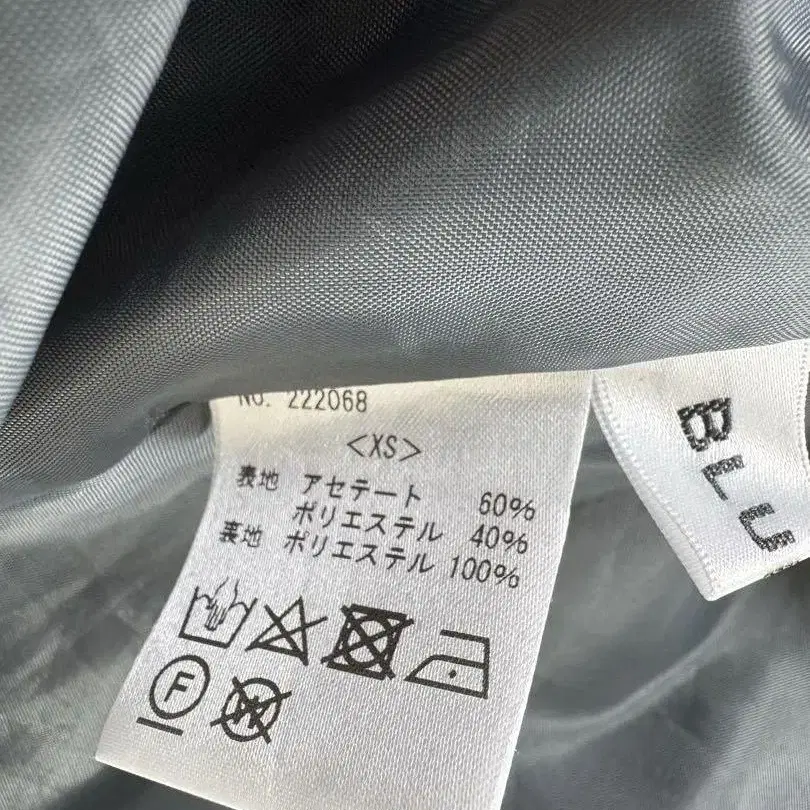 NO. 222068
<XS>
表地 アセテート 60%
ポリエステル 40%
表地 ポリエステル 100%
F
W
BLU